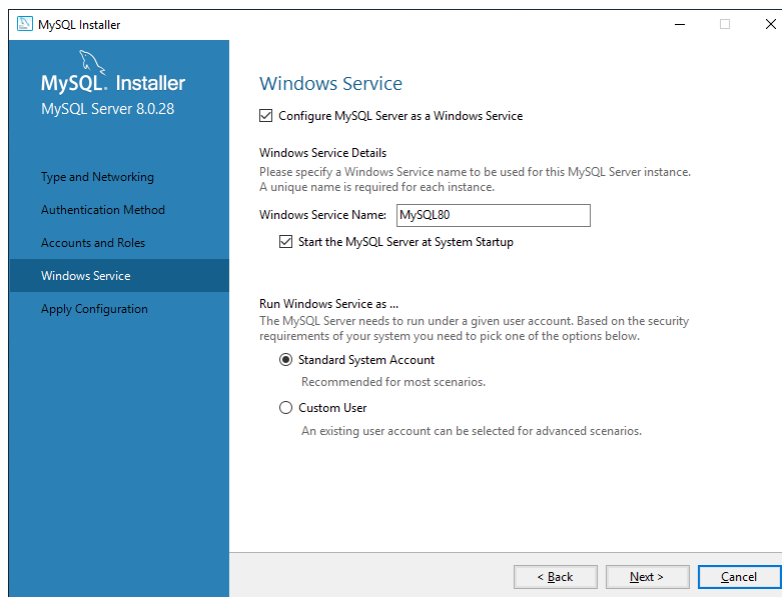 MySQL Installer
MySQL. Installer
MySQL Server 8.0.28
Type and Networking
Authentication Method
Accounts and Roles
Windows Service
Apply Configuration
Windows Service
Configure MySQL Server as a Windows Service
Windows Service Details
Please specify a Windows Service name to be used for this MySQL Server instance.
A unique name is required for each instance.
Windows Service Name: MySQL80
Start the MySQL Server at System Startup
Run Windows Service as ...
The MySQL Server needs to run under a given user account. Based on the security
requirements of your system you need to pick one of the options below.
Standard System Account
Recommended for most scenarios.
Custom User
An existing user account can be selected for advanced scenarios.
< Back Next > Cancel